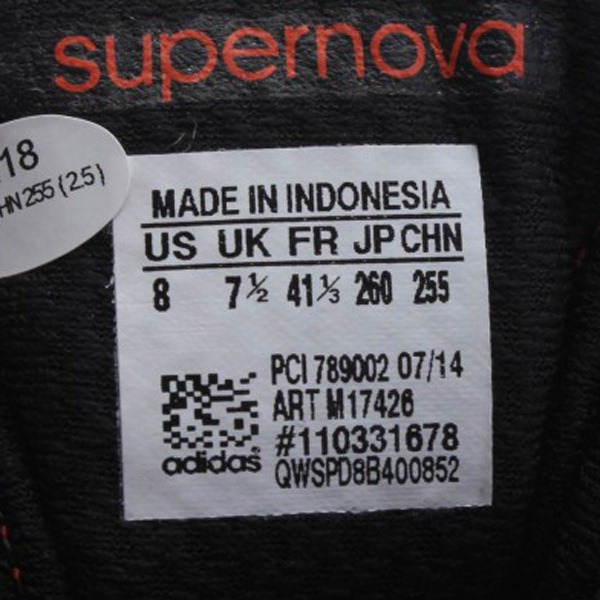 supernova
18
HN 255 (2.5)
MADE IN INDONESIA
US UK FR JP CHN
8 7½ 41⅓ 260 255
PCI 789002 07/14
ART M17426
#110331678
QWSPD8B400852
adidas